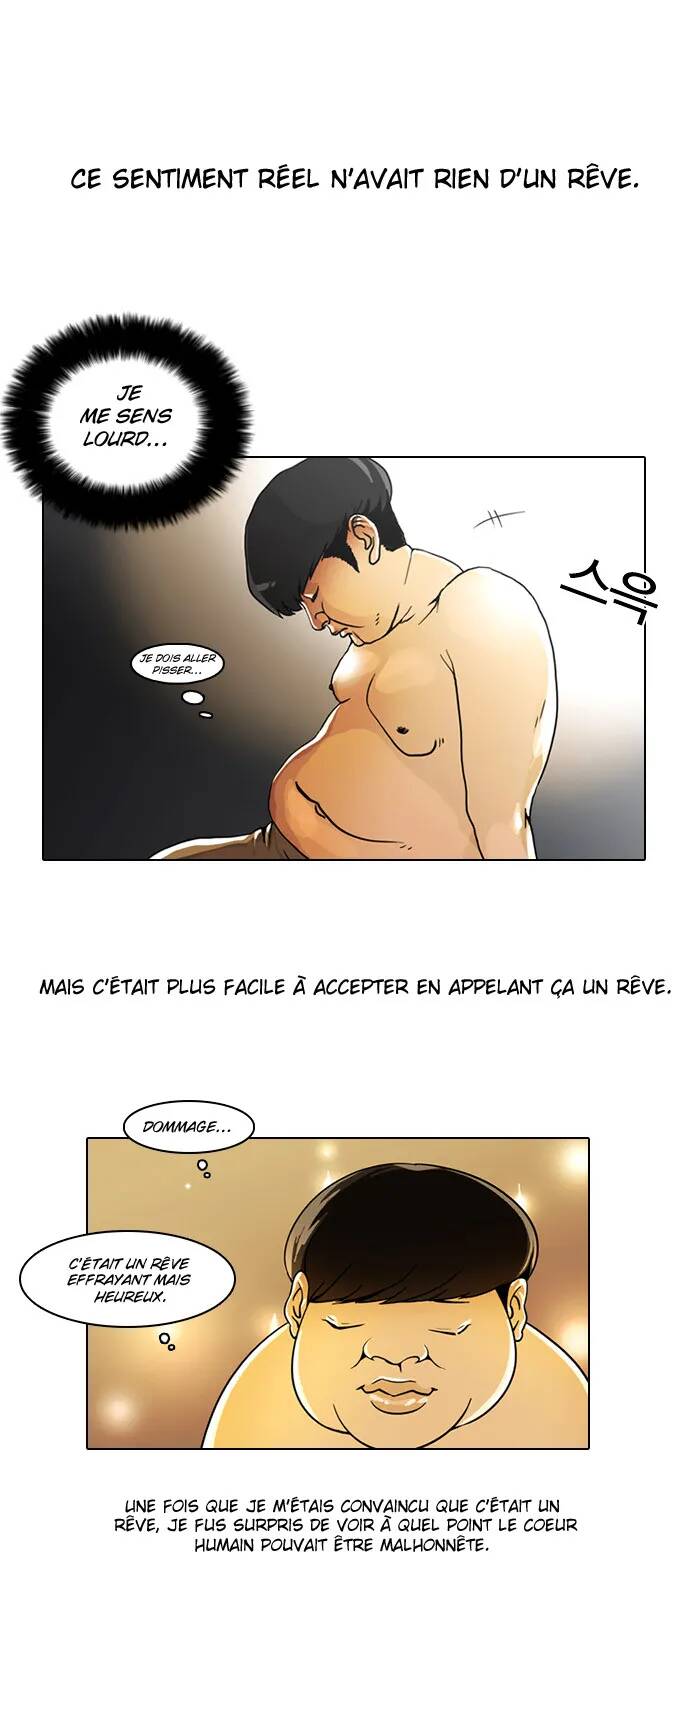 CE SENTIMENT RÉEL N'AVAIT RIEN D'UN RÊVE.
JE
ME SENS
LOURD...
스윽
JE DOIS ALLER
PISSER...
MAIS C'ÉTAIT PLUS FACILE À ACCEPTER EN APPELANT ÇA UN RÊVE.
DOMMAGE...
C'ÉTAIT UN RÊVE
EFFRAYANT MAIS
HEUREUX.
UNE FOIS QUE JE M'ÉTAIS CONVAINCU QUE C'ÉTAIT UN
RÊVE, JE FUS SURPRIS DE VOIR À QUEL POINT LE COEUR
HUMAIN POUVAIT ÊTRE MALHONNÊTE.